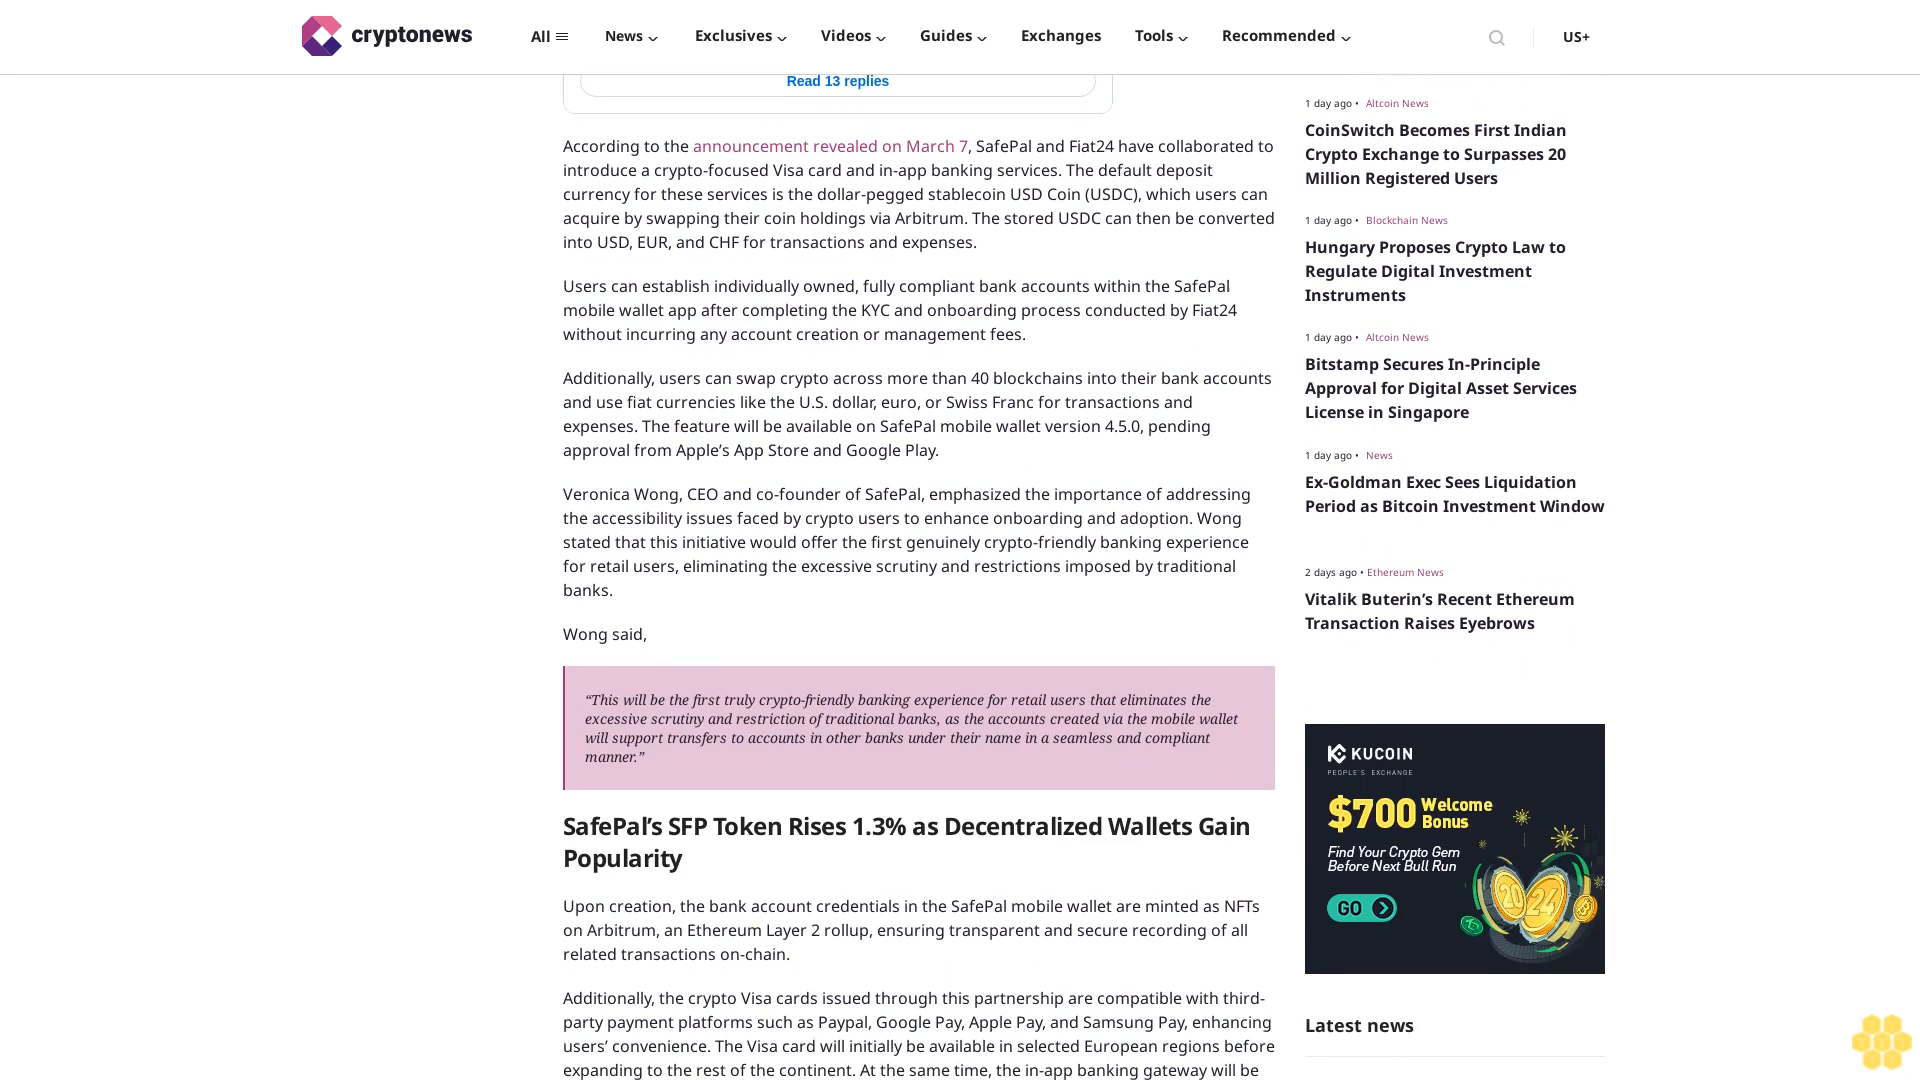 cryptonews
All
News
Exclusives
Videos
Guides
Exchanges
Tools
Recommended
US+
Read 13 replies
According to the announcement revealed on March 7, SafePal and Fiat24 have collaborated to
introduce a crypto-focused Visa card and in-app banking services. The default deposit
currency for these services is the dollar-pegged stablecoin USD Coin (USDC), which users can
acquire by swapping their coin holdings via Arbitrum. The stored USDC can then be converted
into USD, EUR, and CHF for transactions and expenses.
Users can establish individually owned, fully compliant bank accounts within the SafePal
mobile wallet app after completing the KYC and onboarding process conducted by Fiat24
without incurring any account creation or management fees.
Additionally, users can swap crypto across more than 40 blockchains into their bank accounts
and use fiat currencies like the U.S. dollar, euro, or Swiss Franc for transactions and
expenses. The feature will be available on SafePal mobile wallet version 4.5.0, pending
approval from Apple’s App Store and Google Play.
Veronica Wong, CEO and co-founder of SafePal, emphasized the importance of addressing
the accessibility issues faced by crypto users to enhance onboarding and adoption. Wong
stated that this initiative would offer the first genuinely crypto-friendly banking experience
for retail users, eliminating the excessive scrutiny and restrictions imposed by traditional
banks.
Wong said,
“This will be the first truly crypto-friendly banking experience for retail users that eliminates the
excessive scrutiny and restriction of traditional banks, as the accounts created via the mobile wallet
will support transfers to accounts in other banks under their name in a seamless and compliant
manner.”
SafePal’s SFP Token Rises 1.3% as Decentralized Wallets Gain
Popularity
Upon creation, the bank account credentials in the SafePal mobile wallet are minted as NFTs
on Arbitrum, an Ethereum Layer 2 rollup, ensuring transparent and secure recording of all
related transactions on-chain.
Additionally, the crypto Visa cards issued through this partnership are compatible with third-
party payment platforms such as Paypal, Google Pay, Apple Pay, and Samsung Pay, enhancing
users’ convenience. The Visa card will initially be available in selected European regions before
expanding to the rest of the continent. At the same time, the in-app banking gateway will be
1 day ago • Altcoin News
CoinSwitch Becomes First Indian
Crypto Exchange to Surpasses 20
Million Registered Users
1 day ago • Blockchain News
Hungary Proposes Crypto Law to
Regulate Digital Investment
Instruments
1 day ago • Altcoin News
Bitstamp Secures In-Principle
Approval for Digital Asset Services
License in Singapore
1 day ago • News
Ex-Goldman Exec Sees Liquidation
Period as Bitcoin Investment Window
2 days ago • Ethereum News
Vitalik Buterin’s Recent Ethereum
Transaction Raises Eyebrows
KUCOIN
PEOPLE'S EXCHANGE
$700 Welcome
Bonus
Find Your Crypto Gem
Before Next Bull Run
GO
20 24
Latest news